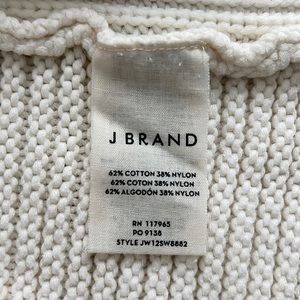 J BRAND
62% COTTON 38% NYLON
62% COTON 38% NYLON
62% ALGODÓN 38% NYLON
RN 117965
PO 9138
STYLE JW12SW8882